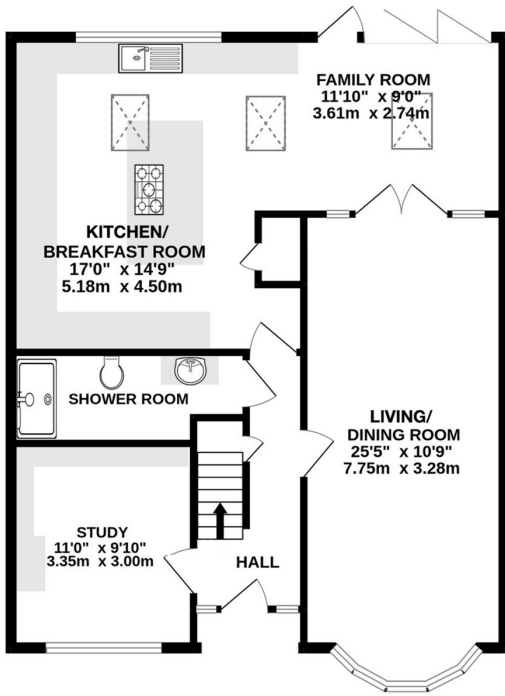 FAMILY ROOM
11'10" x 9'0"
3.61m x 2.74m
KITCHEN/
BREAKFAST ROOM
17'0" x 14'9"
5.18m x 4.50m
SHOWER ROOM
LIVING/
DINING ROOM
25'5" x 10'9"
7.75m x 3.28m
STUDY
11'0" x 9'10"
3.35m x 3.00m
HALL